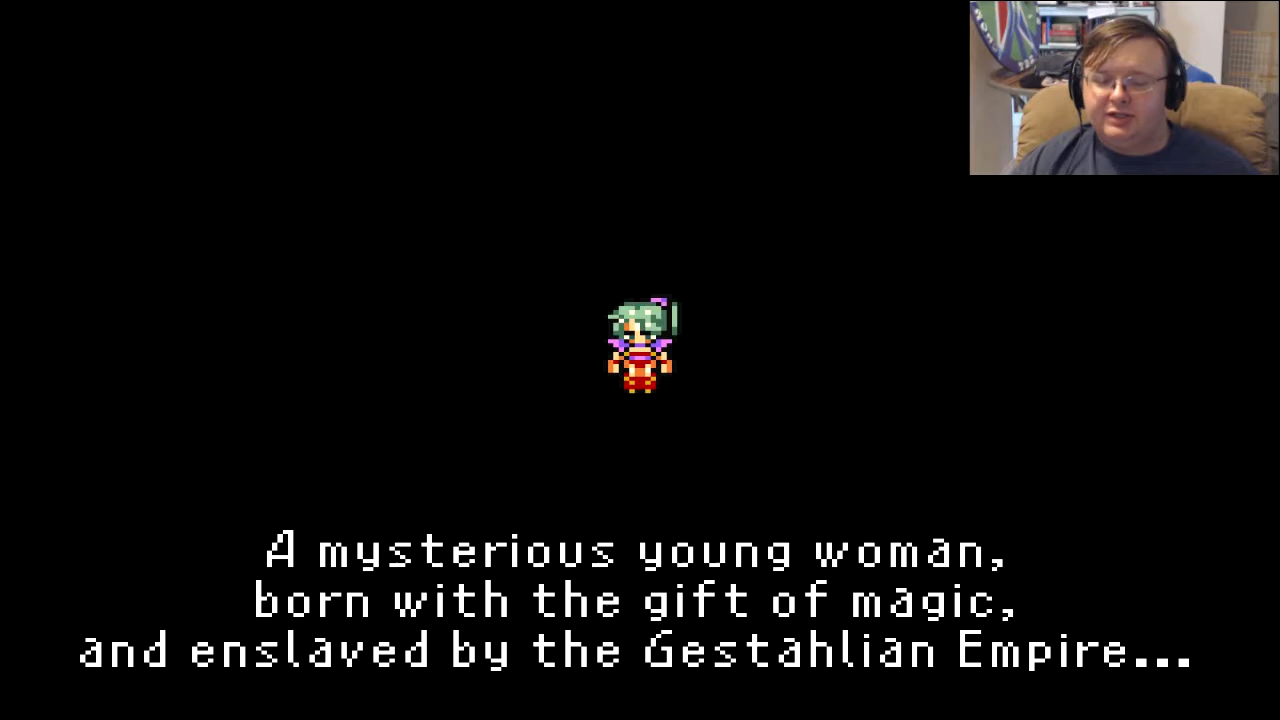 A mysterious young woman,
born with the gift of magic,
and enslaved by the Gestahlian Empire...